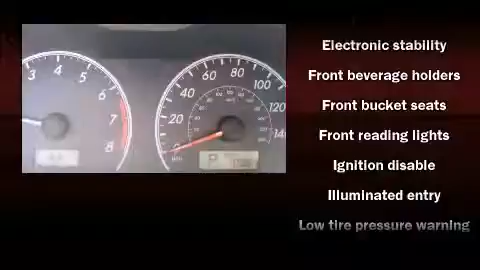 Electronic stability
Front beverage holders
Front bucket seats
Front reading lights
Ignition disable
Illuminated entry
Low tire pressure warning
3 4 5 6 7 8
0 20 40 60 80 100 120